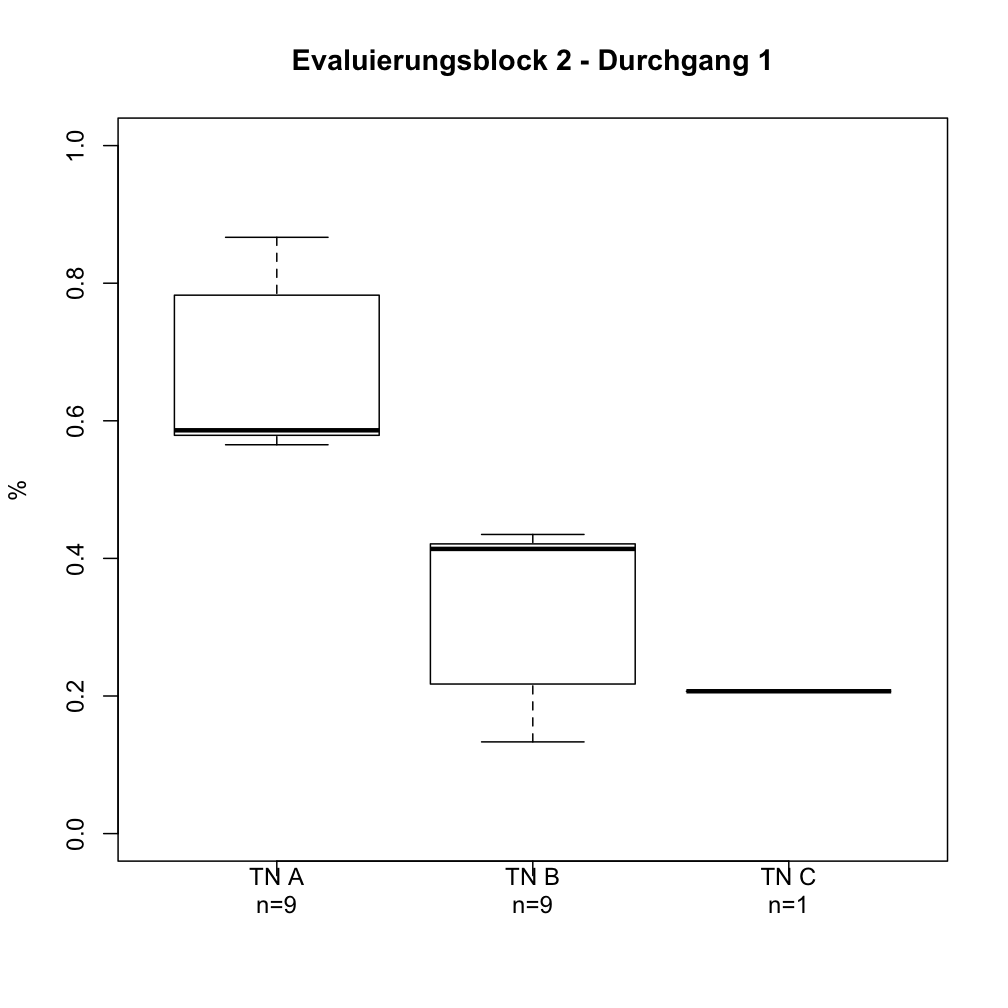 Evaluierungsblock 2 - Durchgang 1
%
1.0
0.8
0.6
0.4
0.2
0.0
TN A
n=9
TN B
n=9
TN C
n=1